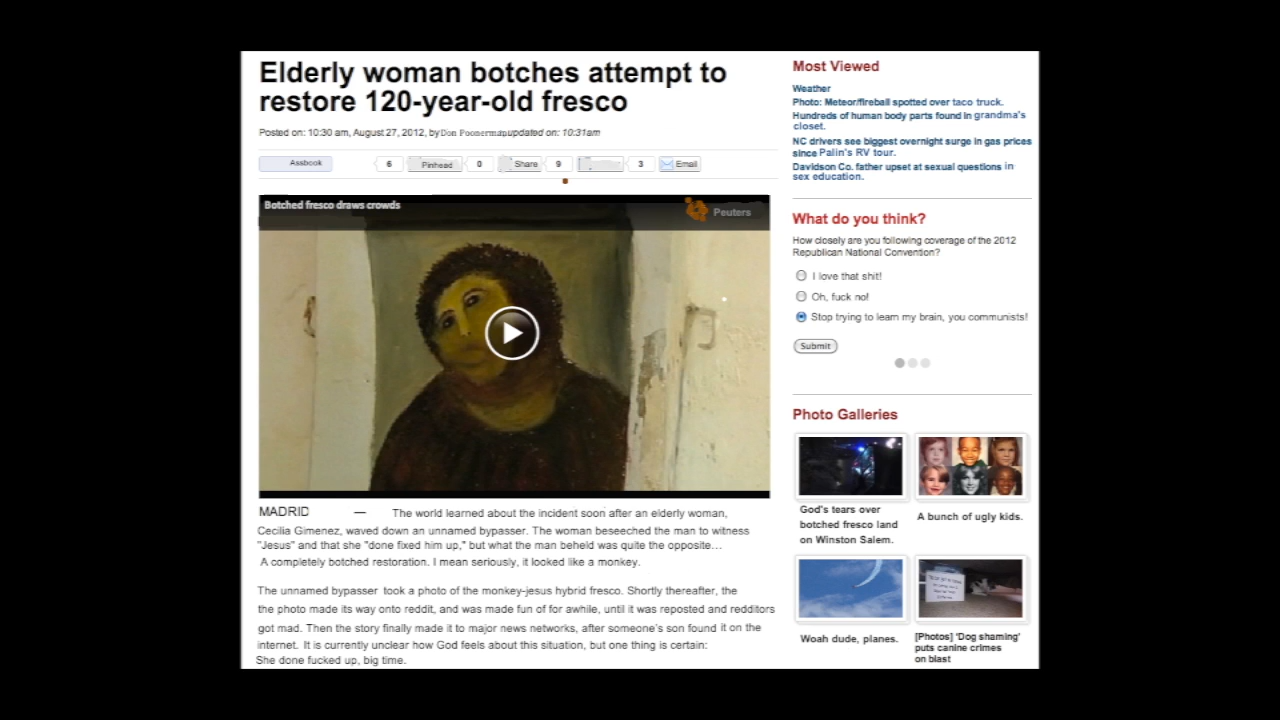 Elderly woman botches attempt to
restore 120-year-old fresco
Posted on: 10:30 am, August 27, 2012, by Don Poonerman updated on: 10:31am
Assbook
6
Pinhead
0
Share
9
3
Email
Botched fresco draws crowds
Peuters
MADRID — The world learned about the incident soon after an elderly woman,
Cecilia Gimenez, waved down an unnamed bypasser. The woman beseeched the man to witness
"Jesus" and that she "done fixed him up," but what the man beheld was quite the opposite...
A completely botched restoration. I mean seriously, it looked like a monkey.
The unnamed bypasser took a photo of the monkey-jesus hybrid fresco. Shortly thereafter, the
the photo made its way onto reddit, and was made fun of for awhile, until it was reposted and redditors
got mad. Then the story finally made it to major news networks, after someone's son found it on the
internet. It is currently unclear how God feels about this situation, but one thing is certain:
She done fucked up, big time.
Most Viewed
Weather
Photo: Meteor/fireball spotted over taco truck.
Hundreds of human body parts found in grandma's
closet.
NC drivers see biggest overnight surge in gas prices
since Palin's RV tour.
Davidson Co. father upset at sexual questions in
sex education.
What do you think?
How closely are you following coverage of the 2012
Republican National Convention?
I love that shit!
Oh, fuck no!
Stop trying to learn my brain, you communists!
Submit
Photo Galleries
God's tears over
botched fresco land
on Winston Salem.
A bunch of ugly kids.
Woah dude, planes.
[Photos] 'Dog shaming'
puts canine crimes
on blast